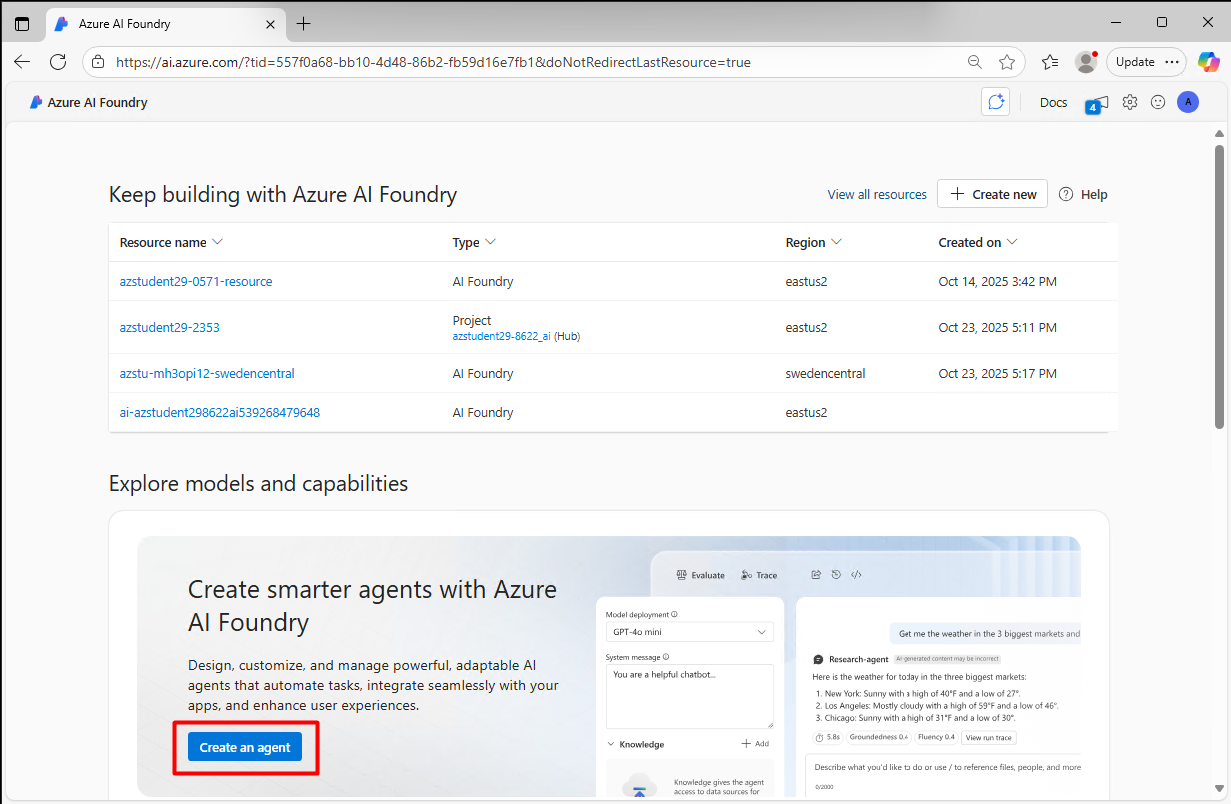 Azure AI Foundry
https://ai.azure.com/?tid=557f0a68-bb10-4d48-86b2-fb59d16e7fb1&doNotRedirectLastResource=true
Update
Azure AI Foundry
Docs
4
A
Keep building with Azure AI Foundry
View all resources
Create new
Help
Resource name Type Region Created on
azstudent29-0571-resource AI Foundry eastus2 Oct 14, 2025 3:42 PM
azstudent29-2353 Project eastus2 Oct 23, 2025 5:11 PM
azstudent29-8622_ai (Hub)
azstu-mh3opi12-swedencentral AI Foundry swedencentral Oct 23, 2025 5:17 PM
ai-azstudent298622ai539268479648 AI Foundry eastus2
Explore models and capabilities
Create smarter agents with Azure
AI Foundry
Design, customize, and manage powerful, adaptable AI
agents that automate tasks, integrate seamlessly with your
apps, and enhance user experiences.
Create an agent
Evaluate Trace
Model deployment
GPT-4o mini
System message
You are a helpful chatbot...
Knowledge
Add
Knowledge gives the agent
access to data sources for
Get me the weather in the 3 biggest markets and
Research-agent AI-generated content may be incorrect
Here is the weather for today in the three biggest markets:
1. New York: Sunny with a high of 40°F and a low of 27°.
2. Los Angeles: Mostly cloudy with a high of 59°F and a low of 46°.
3. Chicago: Sunny with a high of 31°F and a low of 30°.
5.8s Groundedness 0.4 Fluency 0.4 View run trace
Describe what you'd like to do or use / to reference files, people, and more
0/2000